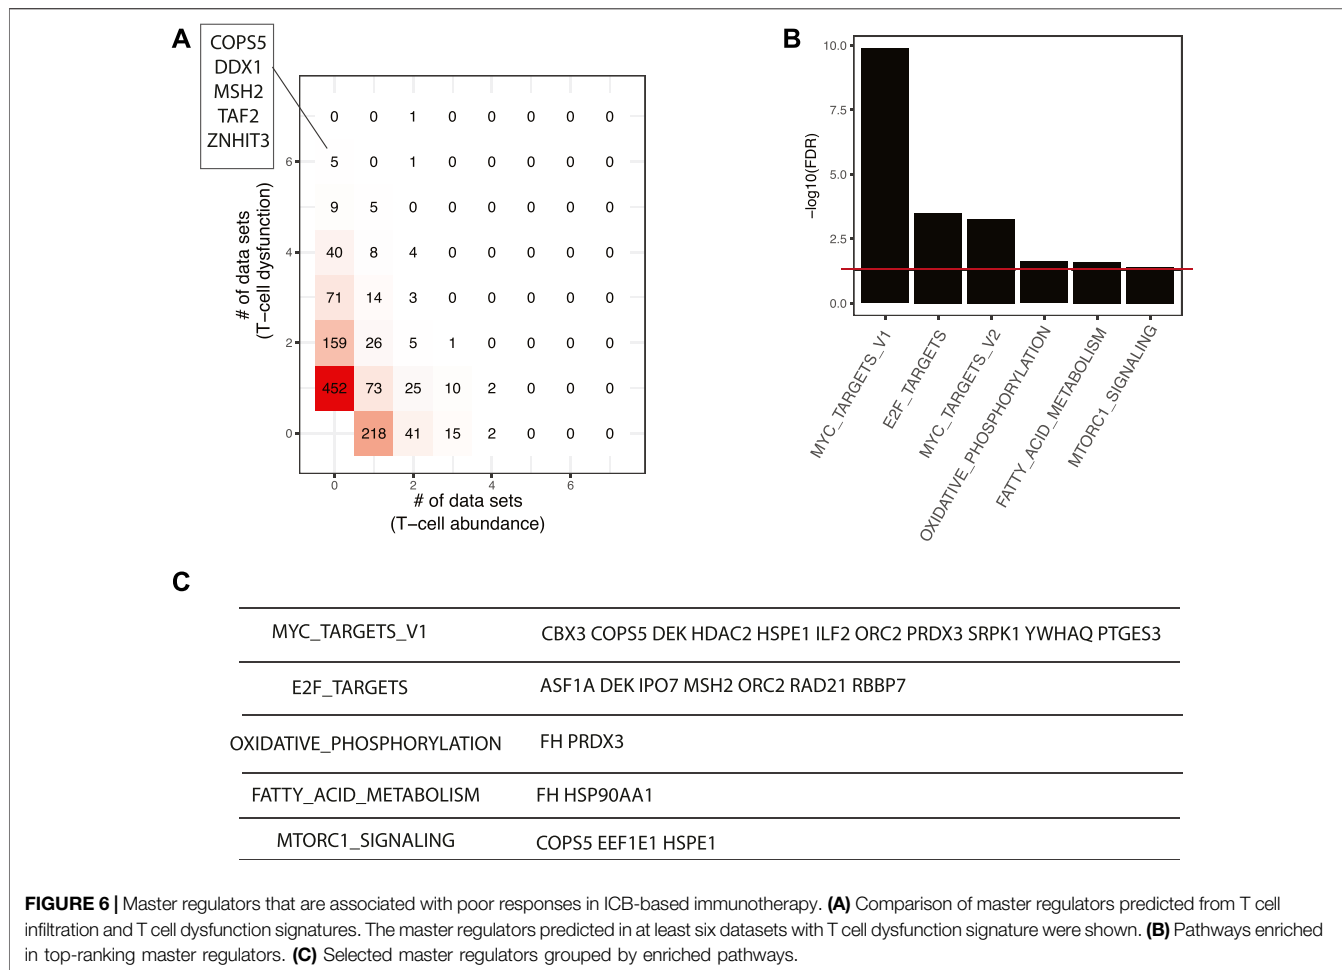 A
COPS5
DDX1
MSH2
TAF2
ZNHIT3
0 0 1 0 0 0 0 0
6 5 0 1 0 0 0 0 0
9 5 0 0 0 0 0 0
4 40 8 4 0 0 0 0 0
71 14 3 0 0 0 0 0
2 159 26 5 1 0 0 0 0
452 73 25 10 2 0 0 0
0 218 41 15 2 0 0 0
0 2 4 6
# of data sets
(T−cell dysfunction)
# of data sets
(T−cell abundance)
B
10.0
7.5
5.0
2.5
0.0
−log10(FDR)
MYC_TARGETS_V1
E2F_TARGETS
MYC_TARGETS_V2
OXIDATIVE_PHOSPHORYLATION
FATTY_ACID_METABOLISM
MTORC1_SIGNALING
C
MYC_TARGETS_V1 CBX3 COPS5 DEK HDAC2 HSPE1 ILF2 ORC2 PRDX3 SRPK1 YWHAQ PTGES3
E2F_TARGETS ASF1A DEK IPO7 MSH2 ORC2 RAD21 RBBP7
OXIDATIVE_PHOSPHORYLATION FH PRDX3
FATTY_ACID_METABOLISM FH HSP90AA1
MTORC1_SIGNALING COPS5 EEF1E1 HSPE1
FIGURE 6 | Master regulators that are associated with poor responses in ICB-based immunotherapy. (A) Comparison of master regulators predicted from T cell
infiltration and T cell dysfunction signatures. The master regulators predicted in at least six datasets with T cell dysfunction signature were shown. (B) Pathways enriched
in top-ranking master regulators. (C) Selected master regulators grouped by enriched pathways.